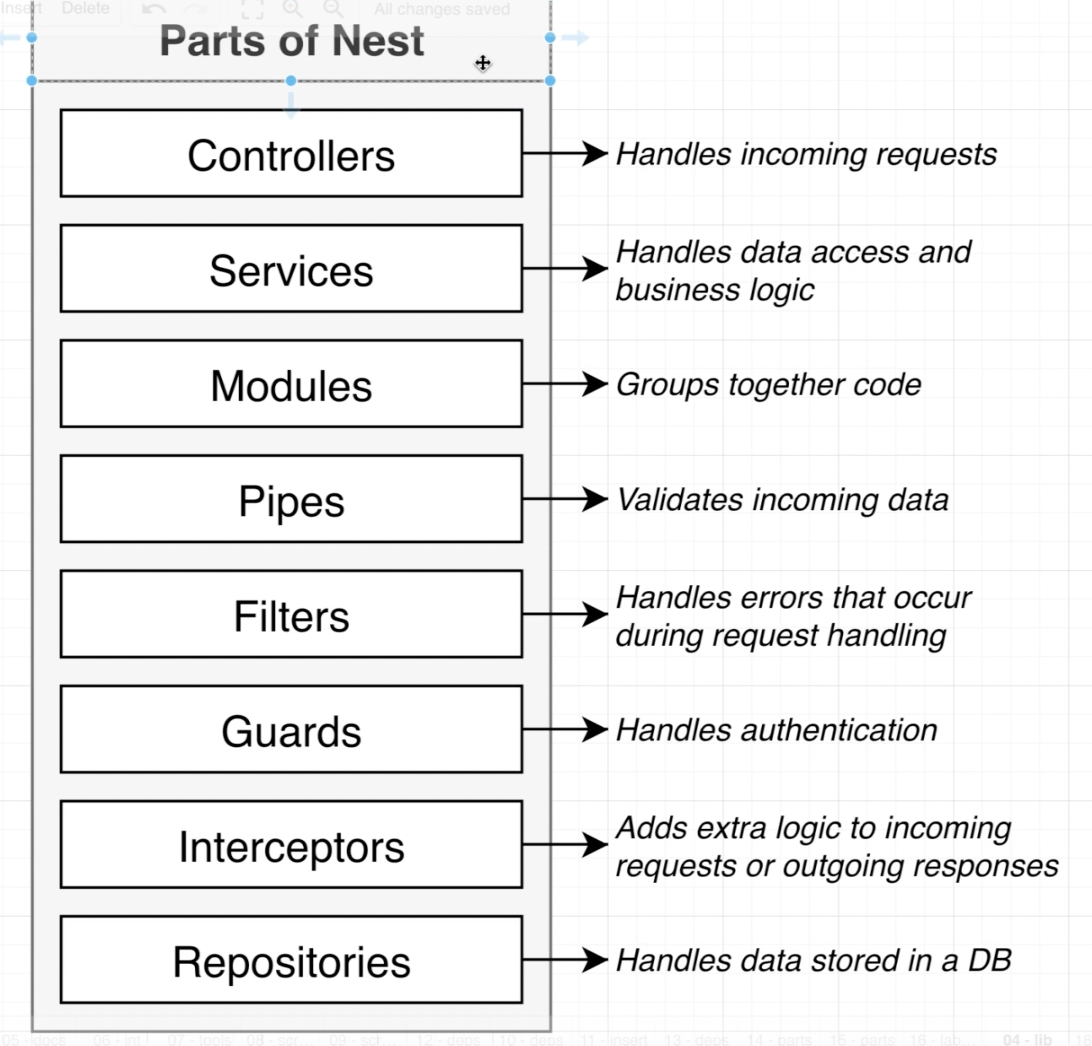 Insert Delete All changes saved
Parts of Nest
Controllers
Handles incoming requests
Services
Handles data access and
business logic
Modules
Groups together code
Pipes
Validates incoming data
Filters
Handles errors that occur
during request handling
Guards
Handles authentication
Interceptors
Adds extra logic to incoming
requests or outgoing responses
Repositories
Handles data stored in a DB
05 - docs 06 - int 07 - tools 08 - scr... 09 - scr... 12 - deps 10 - deps 11 - insert 13 - deps 14 - parts 15 - parts 16 - lab... 04 - lib